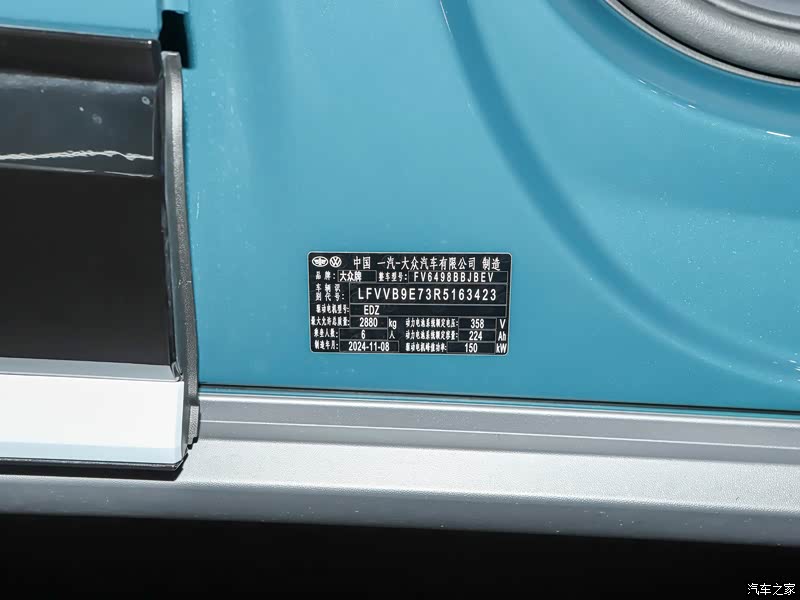 中国 一汽-大众汽车有限公司 制造
品牌: 大众牌 整车型号: FV6498BBJBEV
车辆识别代号: LFVVB9E73R5163423
驱动电机型号: EDZ
最大允许总质量: 2880 kg 动力电池系统额定电压: 358 V
乘坐人数: 6 人 动力电池系统额定容量: 224 Ah
制造年月: 2024-11-08 驱动电机峰值功率: 150 kW
汽车之家